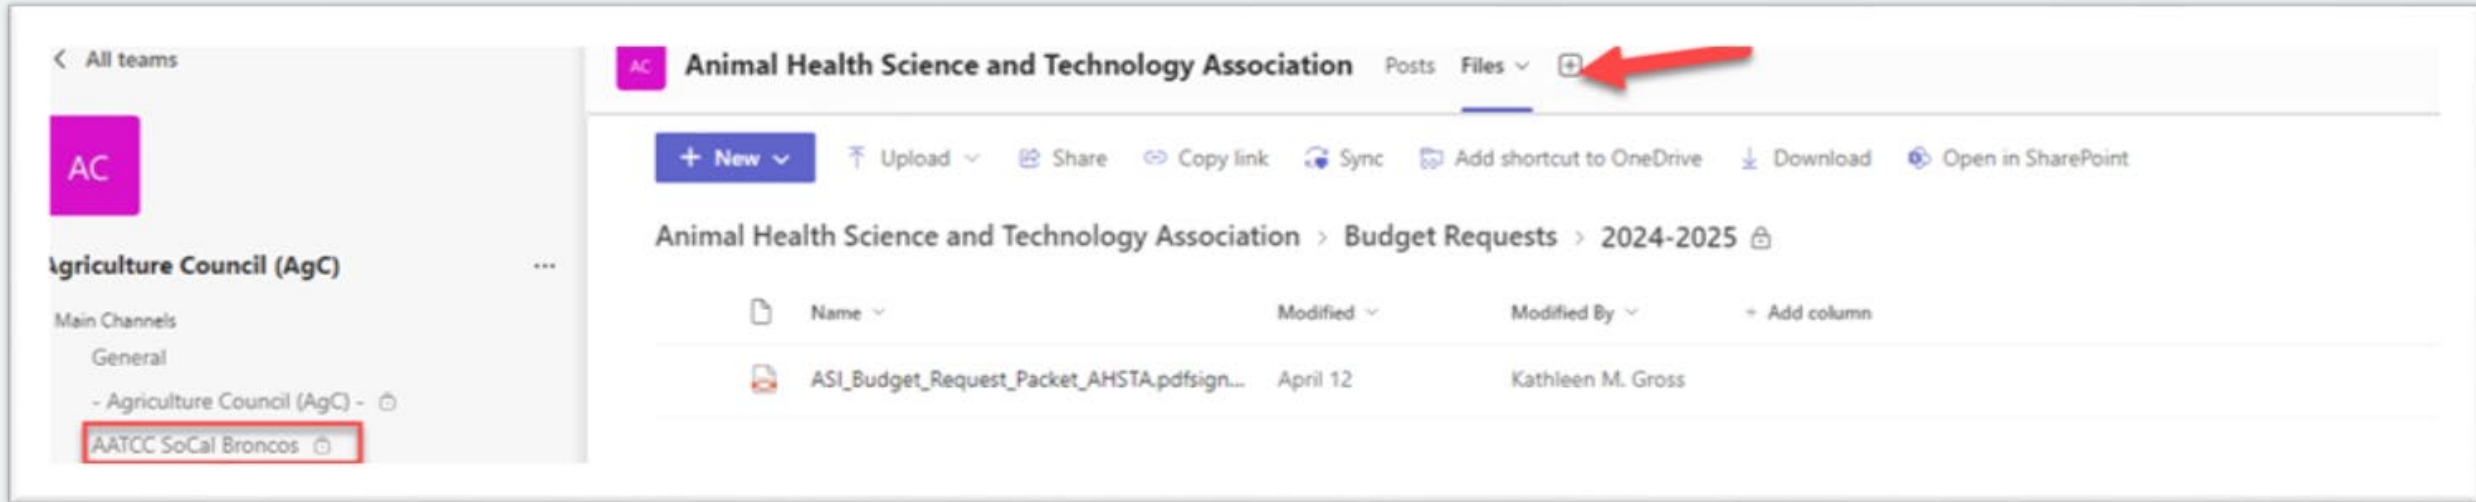 All teams
AC
Agriculture Council (AgC)
...
Main Channels
General
- Agriculture Council (AgC) -
AATCC SoCal Broncos
AC Animal Health Science and Technology Association Posts Files
+ New Upload Share Copy link Sync Add shortcut to OneDrive Download Open in SharePoint
Animal Health Science and Technology Association > Budget Requests > 2024-2025
Name Modified Modified By + Add column
ASI_Budget_Request_Packet_AHSTA.pdfsign... April 12 Kathleen M. Gross